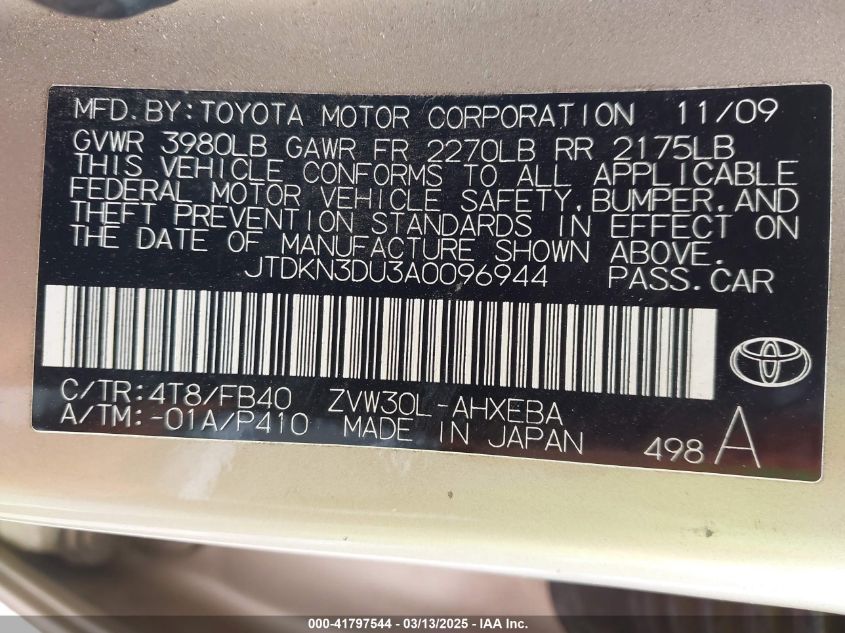 MFD. BY: TOYOTA MOTOR CORPORATION 11/09
GVWR 3980LB GAWR FR 2270LB RR 2175LB
THIS VEHICLE CONFORMS TO ALL APPLICABLE
FEDERAL MOTOR VEHICLE SAFETY, BUMPER, AND
THEFT PREVENTION STANDARDS IN EFFECT ON
THE DATE OF MANUFACTURE SHOWN ABOVE.
JTDKN3DU3A0096944 PASS. CAR
C/TR: 4T8/FB40 ZVW30L-AHXEBA
A/TM: -01A/P410 MADE IN JAPAN 498 A
000-41797544 - 03/13/2025 - IAA Inc.